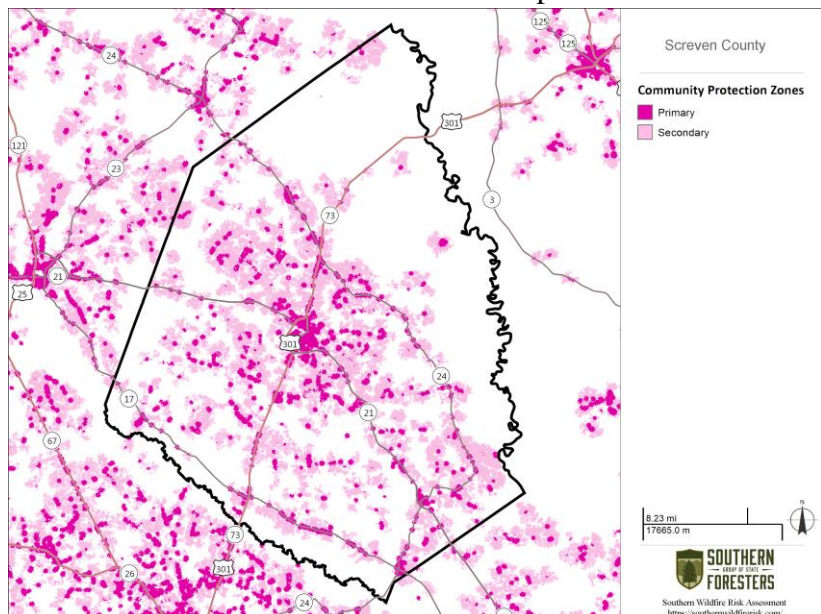 125
24
125
Screven County
Community Protection Zones
Primary
Secondary
301
121
23
3
73
21
25
301
24
17
21
67
8.23 mi
17665.0 m
N
73
26
301
24
SOUTHERN
GROUP OF STATE
FORESTERS
Southern Wildfire Risk Assessment
https://southernwildfirerisk.com/